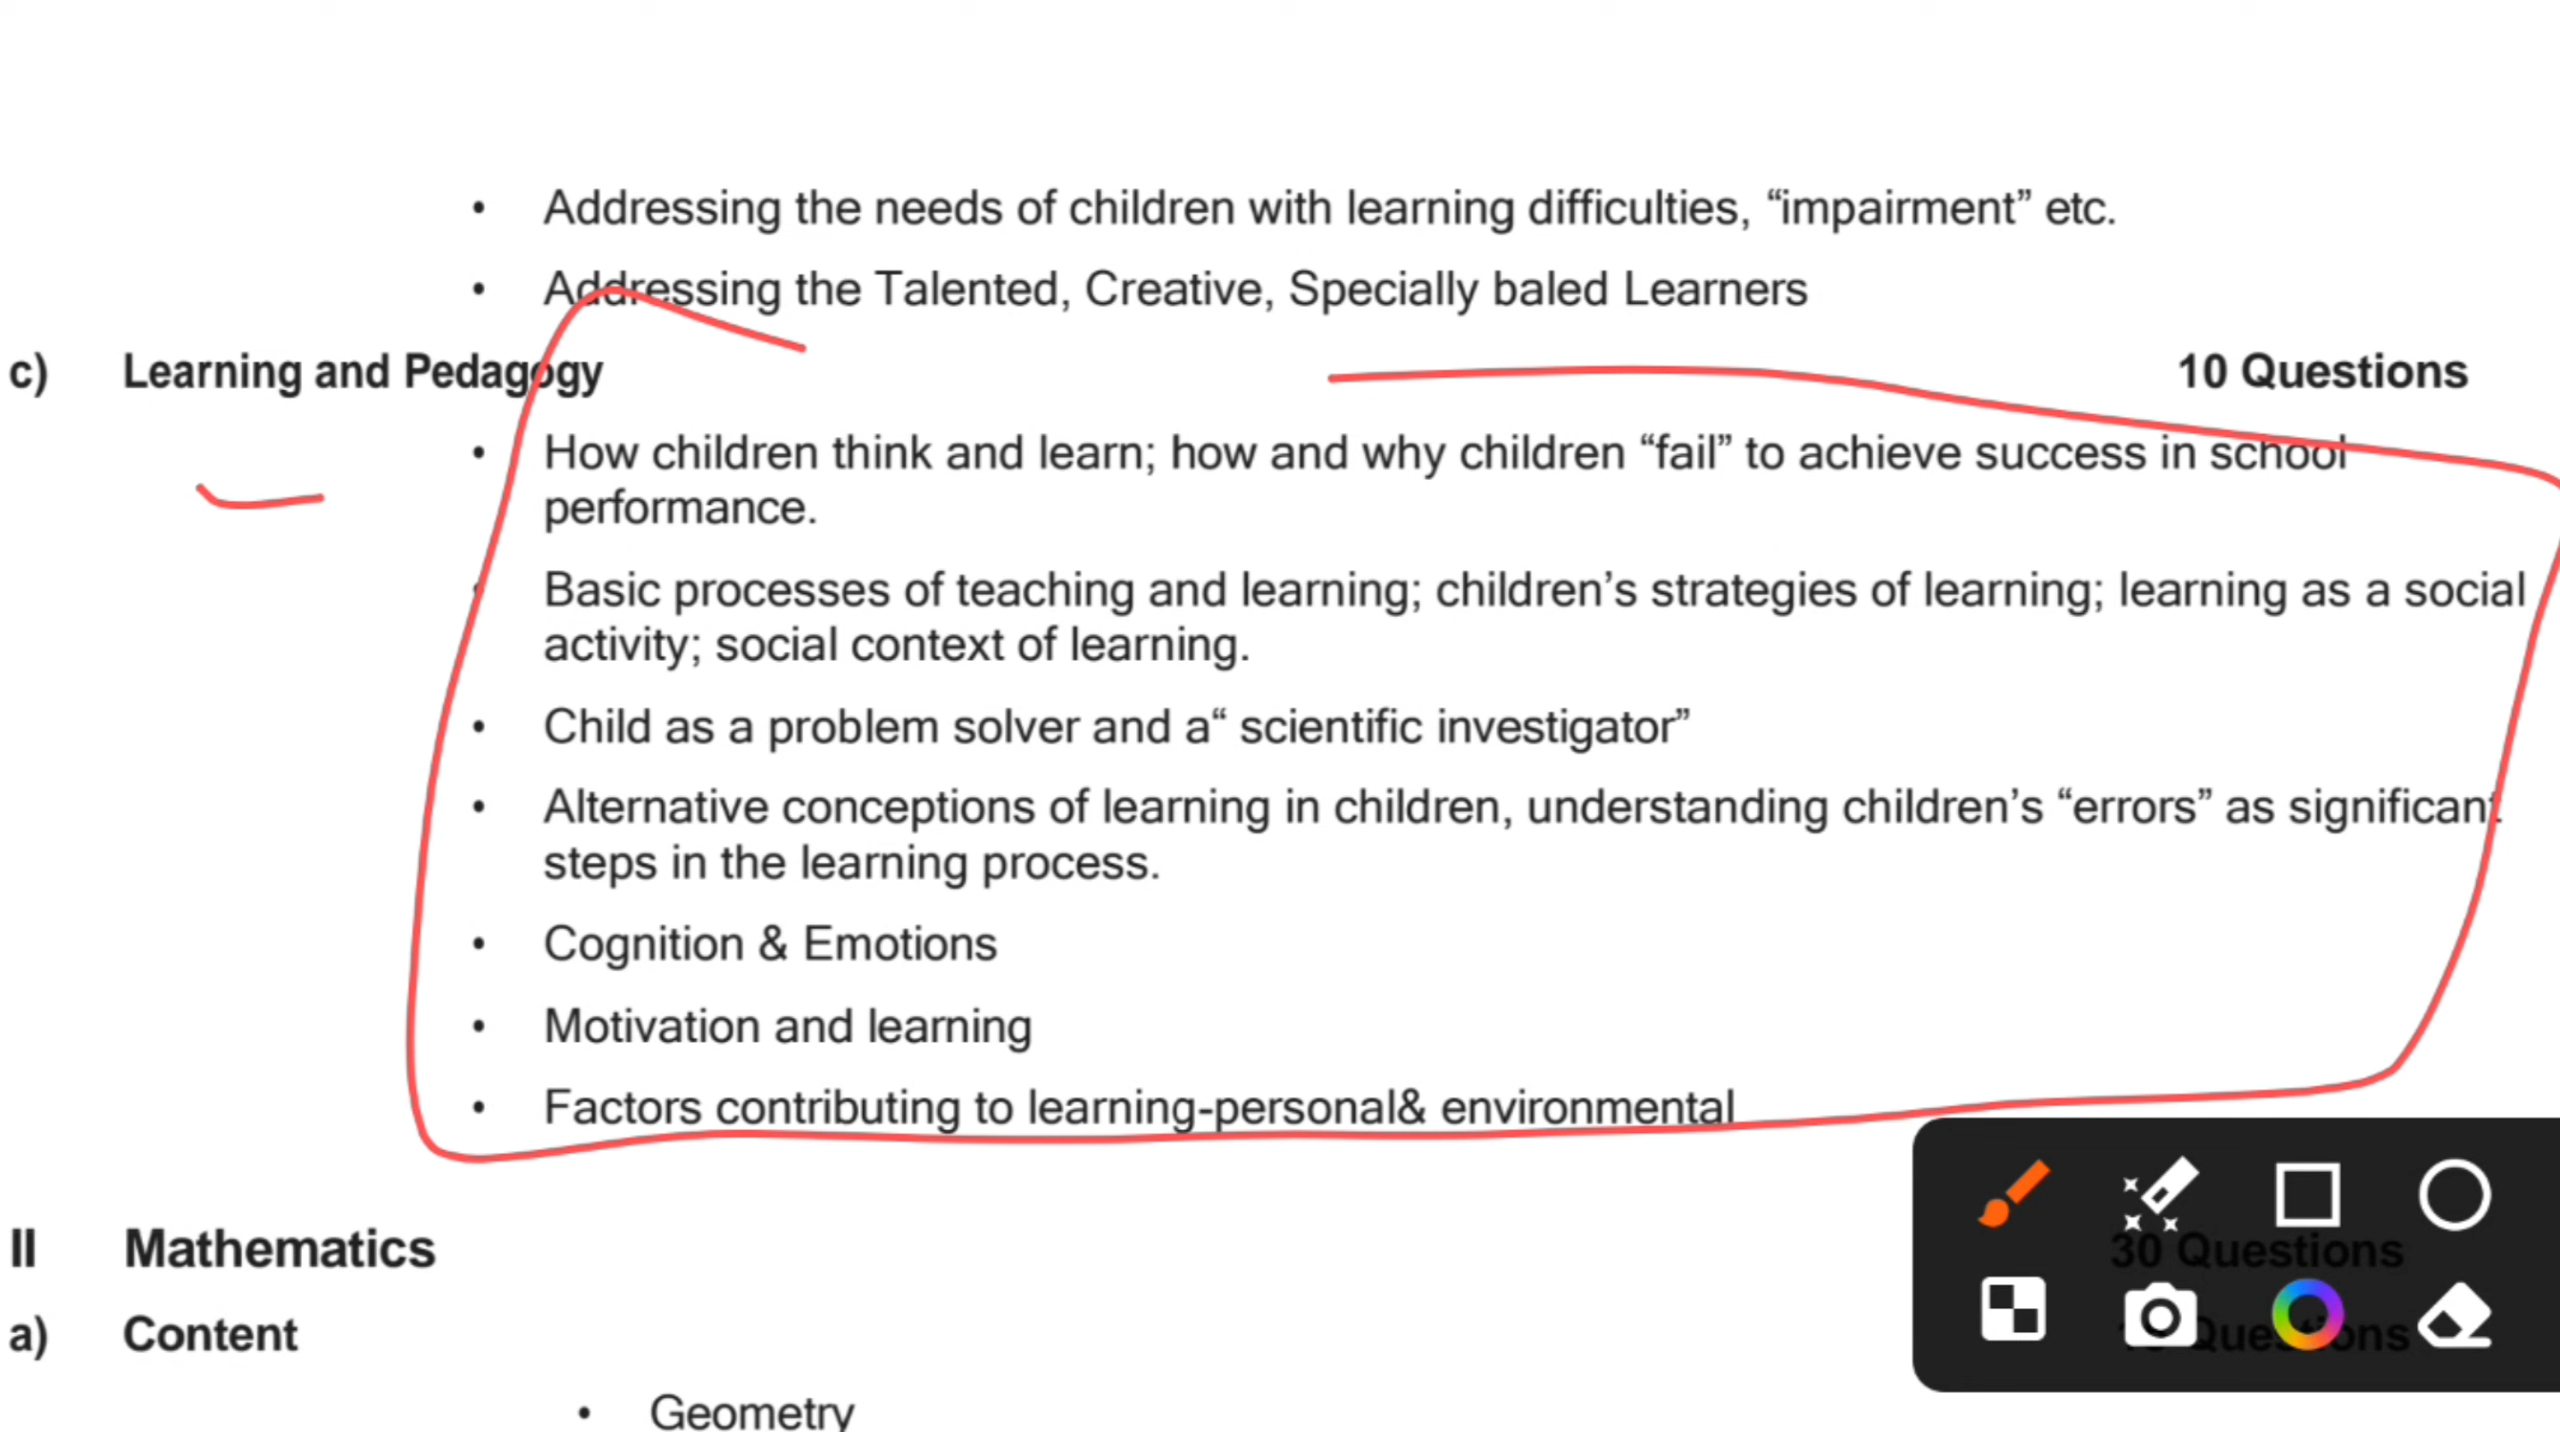 • Addressing the needs of children with learning difficulties, “impairment” etc.
• Addressing the Talented, Creative, Specially baled Learners
c) Learning and Pedagogy 10 Questions
• How children think and learn; how and why children “fail” to achieve success in school
performance.
• Basic processes of teaching and learning; children’s strategies of learning; learning as a social
activity; social context of learning.
• Child as a problem solver and a“ scientific investigator”
• Alternative conceptions of learning in children, understanding children’s “errors” as significant
steps in the learning process.
• Cognition & Emotions
• Motivation and learning
• Factors contributing to learning-personal& environmental
II Mathematics 30 Questions
a) Content Questions
• Geometry